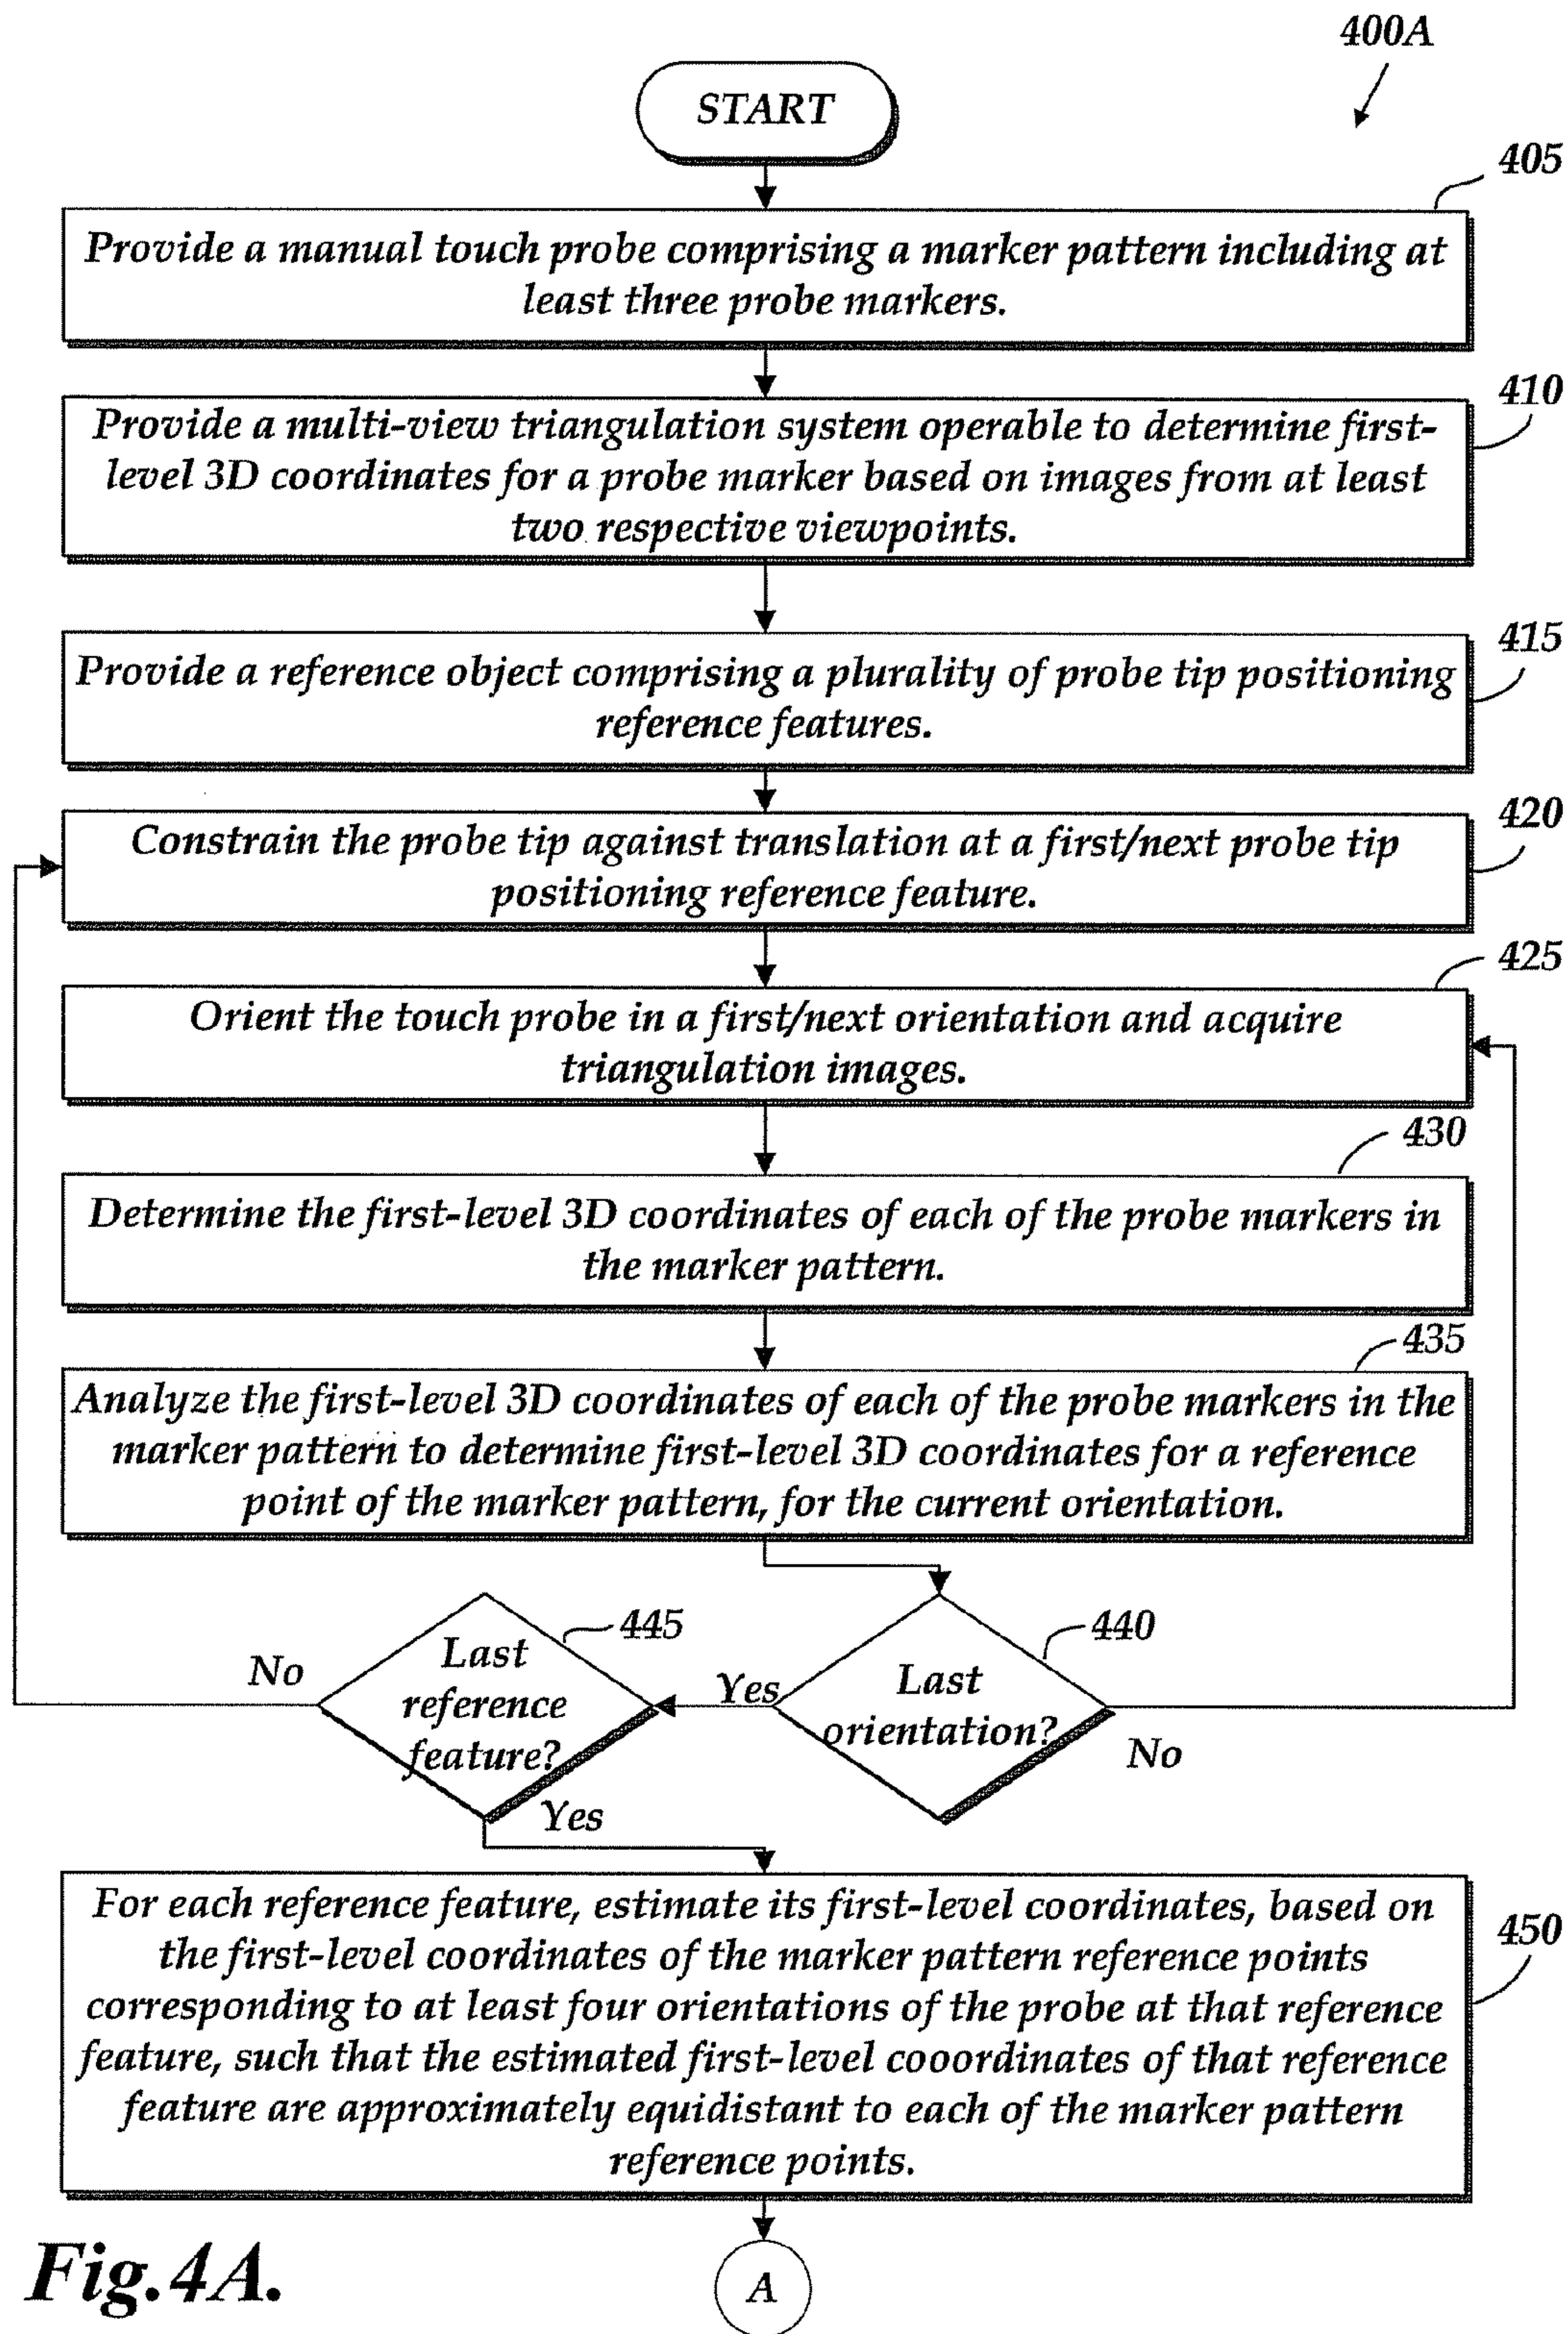 400A
START
405
Provide a manual touch probe comprising a marker pattern including at
least three probe markers.
410
Provide a multi-view triangulation system operable to determine first-
level 3D coordinates for a probe marker based on images from at least
two respective viewpoints.
415
Provide a reference object comprising a plurality of probe tip positioning
reference features.
420
Constrain the probe tip against translation at a first/next probe tip
positioning reference feature.
425
Orient the touch probe in a first/next orientation and acquire
triangulation images.
430
Determine the first-level 3D coordinates of each of the probe markers in
the marker pattern.
435
Analyze the first-level 3D coordinates of each of the probe markers in the
marker pattern to determine first-level 3D coordinates for a reference
point of the marker pattern, for the current orientation.
445
440
No
Last
reference
feature?
Yes
Last
orientation?
No
Yes
For each reference feature, estimate its first-level coordinates, based on
the first-level coordinates of the marker pattern reference points
corresponding to at least four orientations of the probe at that reference
feature, such that the estimated first-level cooordinates of that reference
feature are approximately equidistant to each of the marker pattern
reference points.
450
Fig.4A.
A